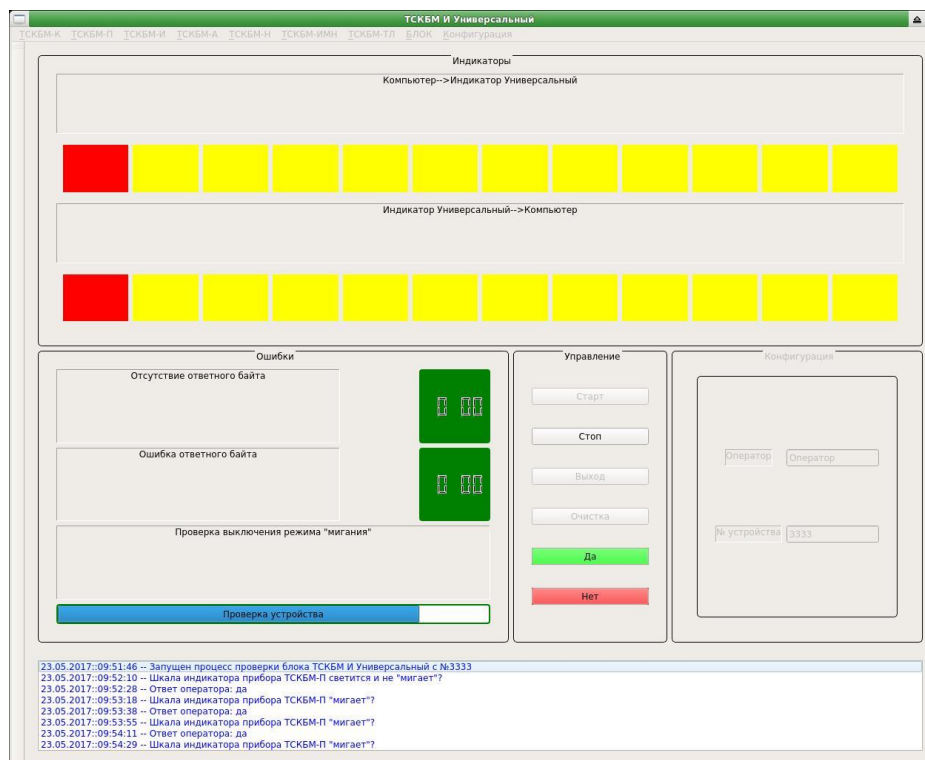 ТСКБМ И Универсальный
ТСКБМ-К ТСКБМ-П ТСКБМ-И ТСКБМ-А ТСКБМ-Н ТСКБМ-ИМН ТСКБМ-ТЛ БЛОК Конфигурация
Индикаторы
Компьютер-->Индикатор Универсальный
Индикатор Универсальный-->Компьютер
Ошибки
Отсутствие ответного байта
0 00
Ошибка ответного байта
0 00
Проверка выключения режима "мигания"
Проверка устройства
Управление
Старт
Стоп
Выход
Очистка
Да
Нет
Конфигурация
Оператор Оператор
№ устройства 3333
23.05.2017::09:51:46 -- Запущен процесс проверки блока ТСКБМ И Универсальный с №3333
23.05.2017::09:52:10 -- Шкала индикатора прибора ТСКБМ-П светится и не "мигает"?
23.05.2017::09:52:28 -- Ответ оператора: да
23.05.2017::09:53:18 -- Шкала индикатора прибора ТСКБМ-П "мигает"?
23.05.2017::09:53:38 -- Ответ оператора: да
23.05.2017::09:53:55 -- Шкала индикатора прибора ТСКБМ-П "мигает"?
23.05.2017::09:54:11 -- Ответ оператора: да
23.05.2017::09:54:29 -- Шкала индикатора прибора ТСКБМ-П "мигает"?